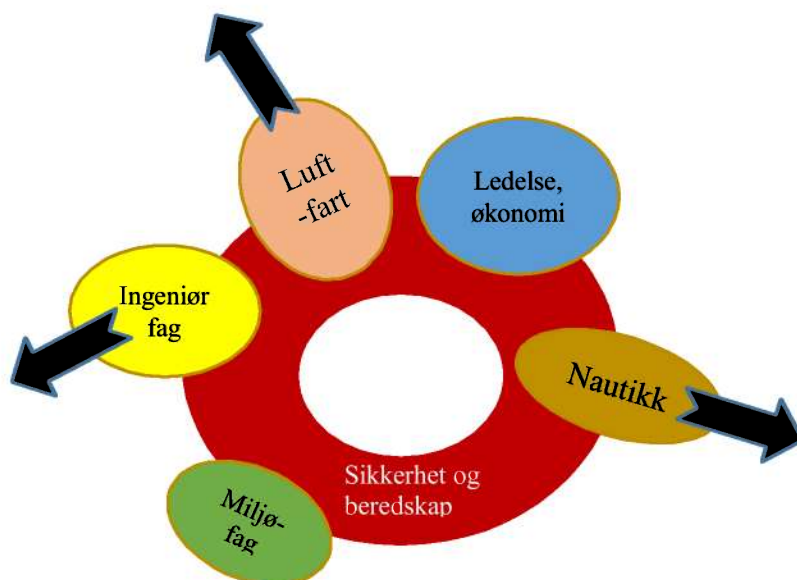 Luft
-fart
Ledelse,
økonomi
Ingeniør
fag
Nautikk
Sikkerhet og
beredskap
Miljø-
fag